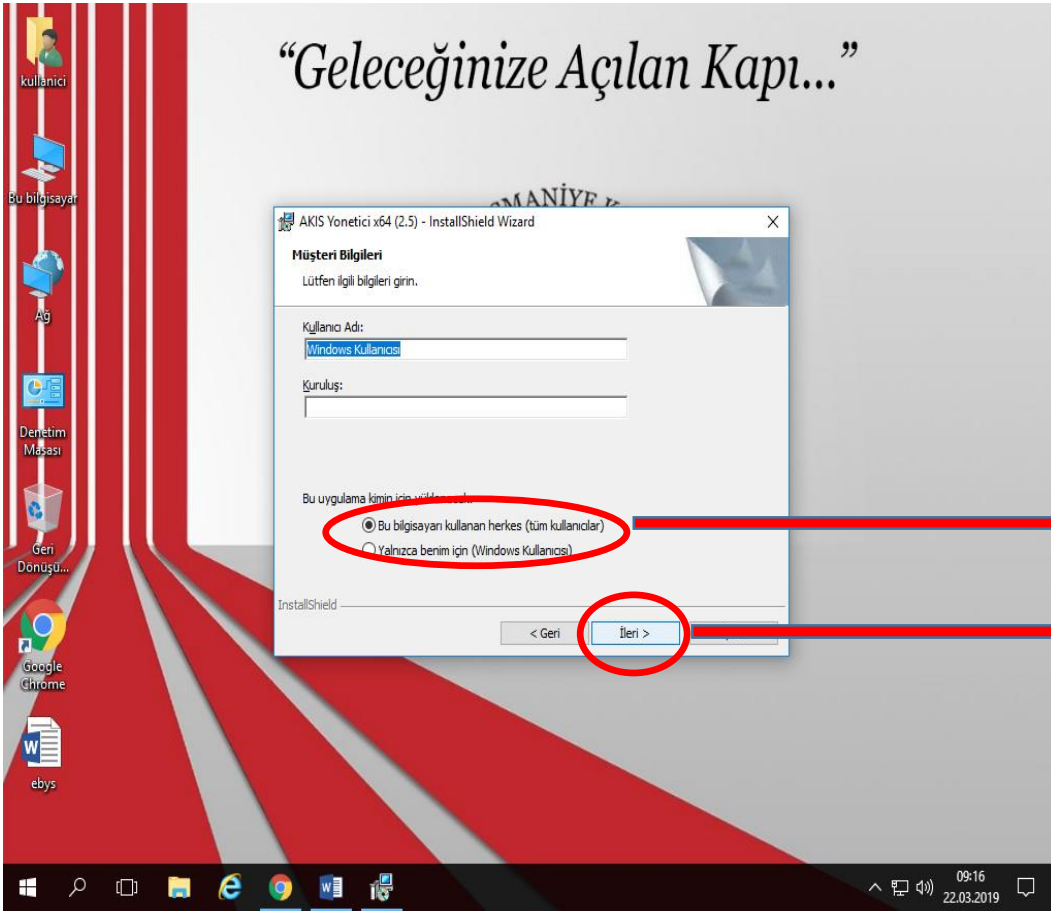 “Geleceğinize Açılan Kapı...”
kullanici
Bu bilgisayar
Ağ
Denetim
Masası
Geri
Dönüşü...
Google
Chrome
ebys
AKIS Yonetici x64 (2.5) - InstallShield Wizard
Müşteri Bilgileri
Lütfen ilgili bilgileri girin.
Kullanıcı Adı:
Windows Kullanıcısı
Kuruluş:
Bu uygulama kimin için
Bu bilgisayarı kullanan herkes (tüm kullanıcılar)
Yalnızca benim için (Windows Kullanıcısı)
InstallShield
< Geri
İleri >
09:16
22.03.2019